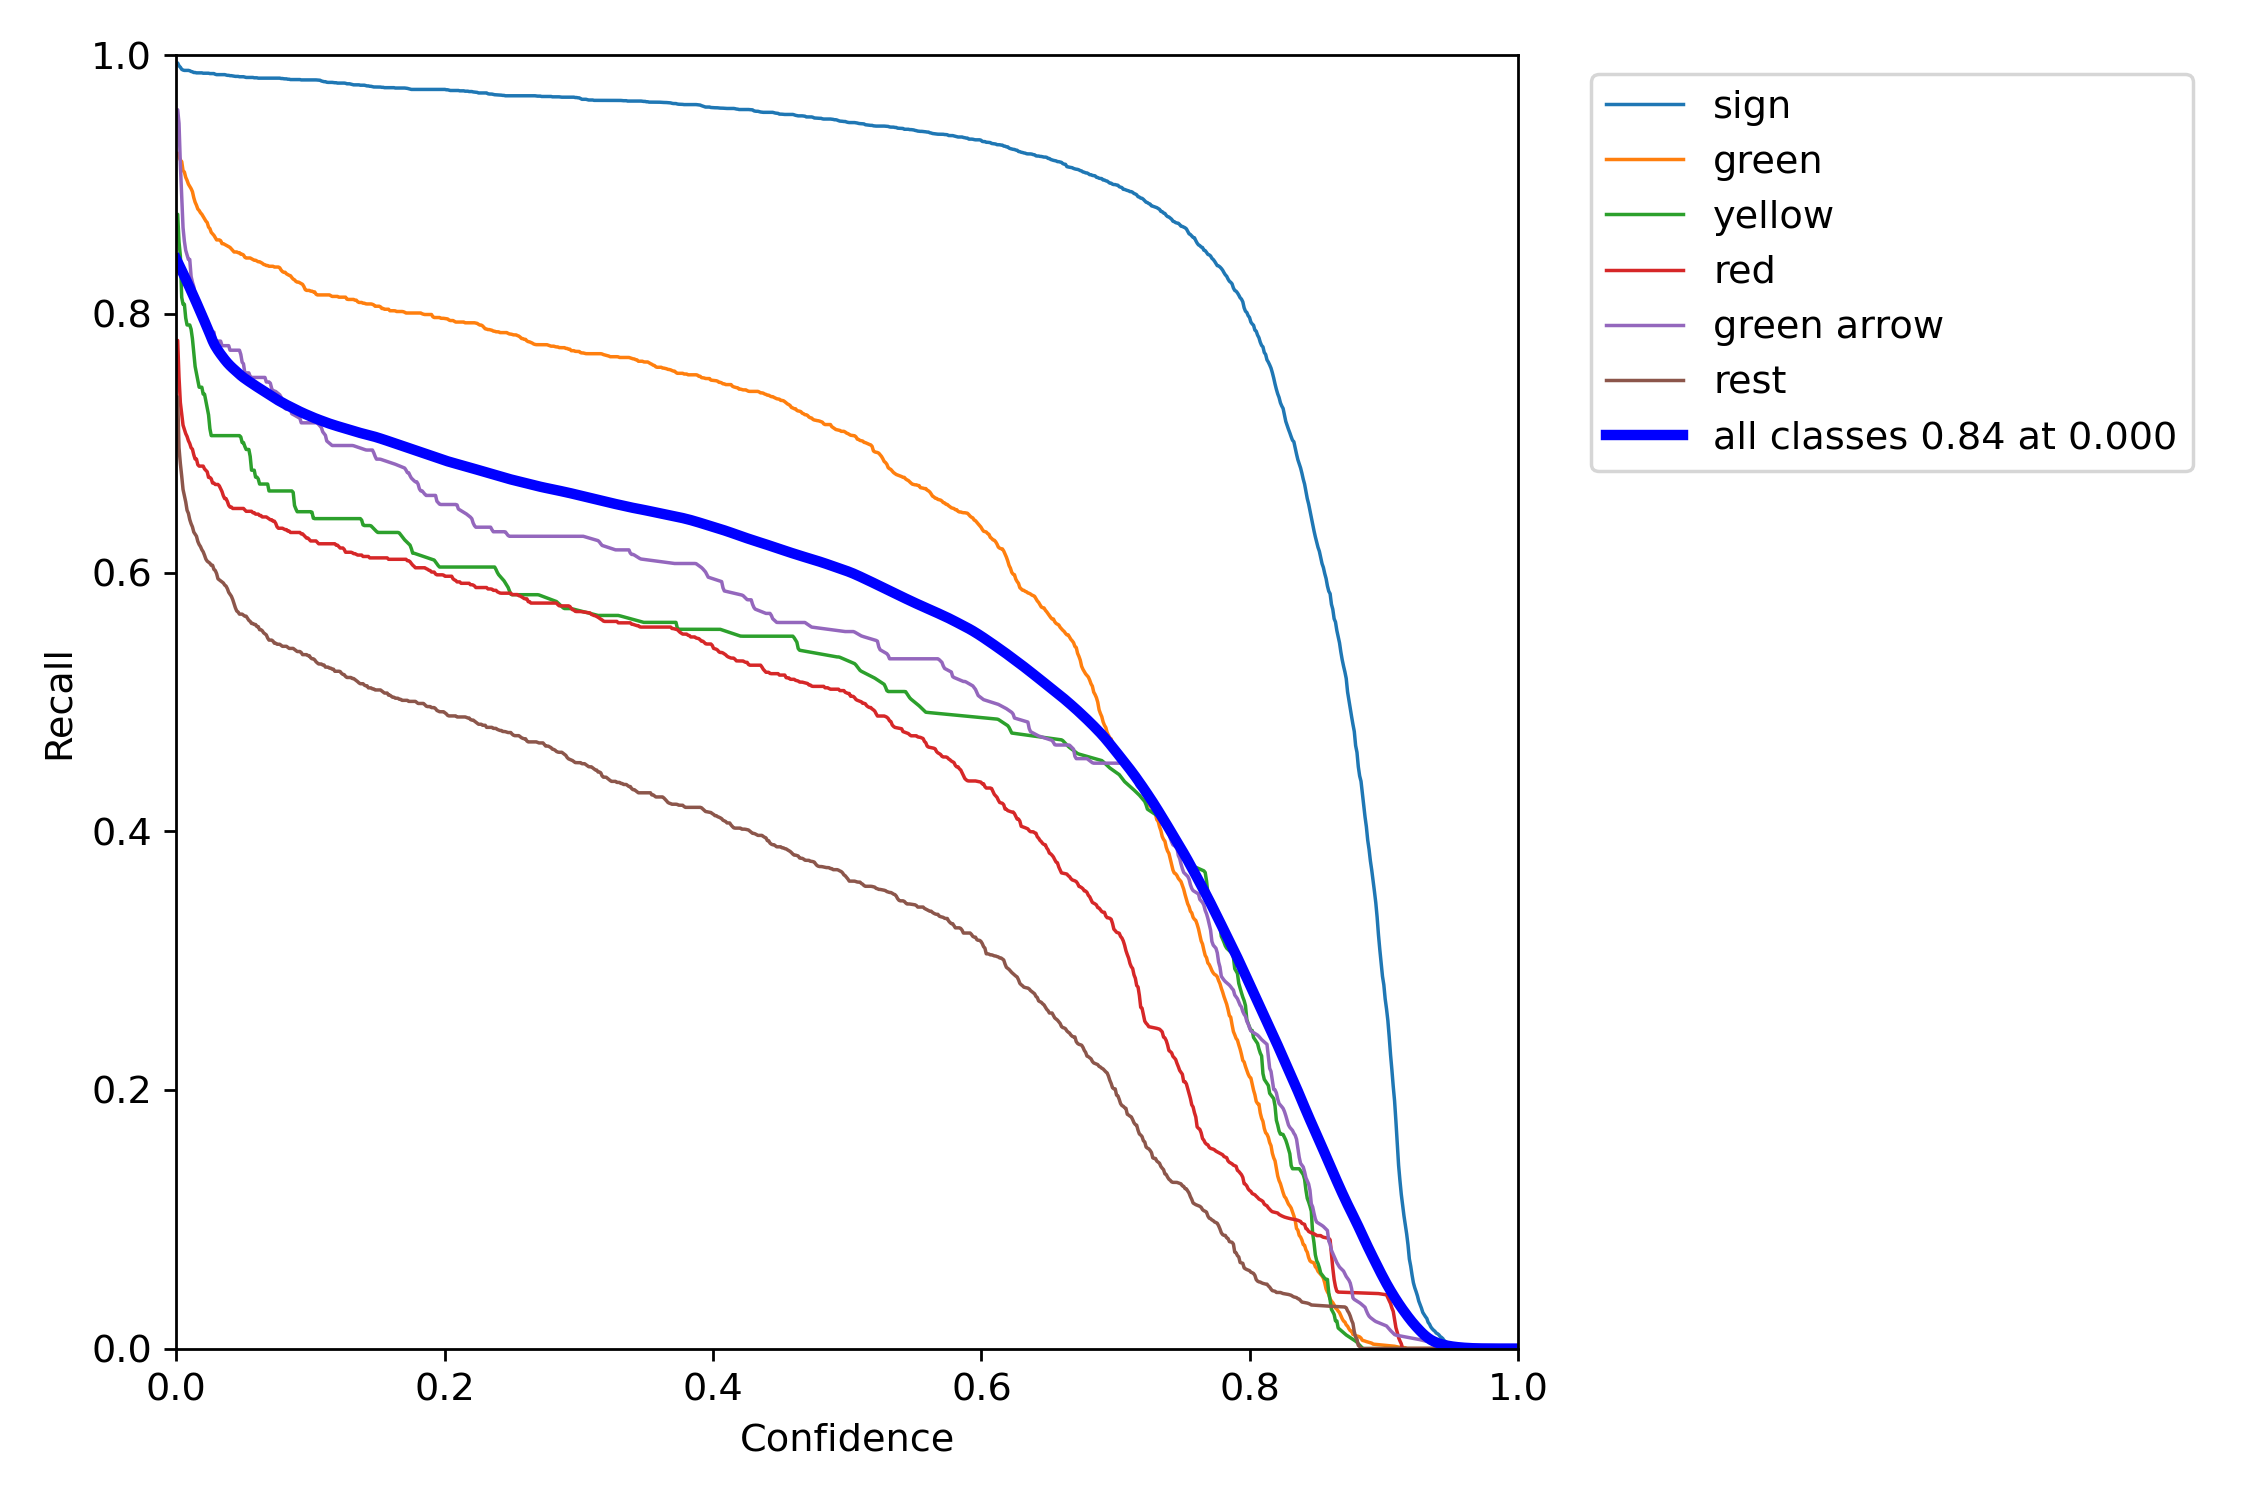 1.0
0.8
0.6
0.4
0.2
0.0
Recall
0.0 0.2 0.4 0.6 0.8 1.0
Confidence
sign
green
yellow
red
green arrow
rest
all classes 0.84 at 0.000